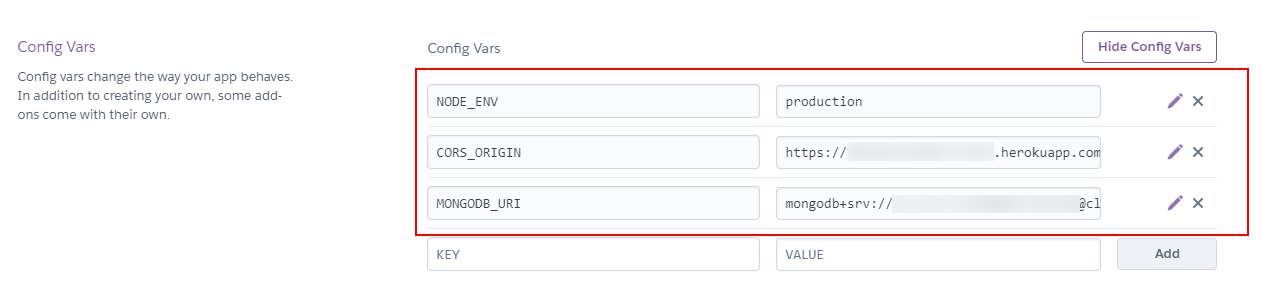 Config Vars
Config vars change the way your app behaves.
In addition to creating your own, some add-
ons come with their own.
Config Vars
Hide Config Vars
NODE_ENV production
CORS_ORIGIN https:// .herokuapp.com
MONGODB_URI mongodb+srv:// @cl
KEY VALUE Add